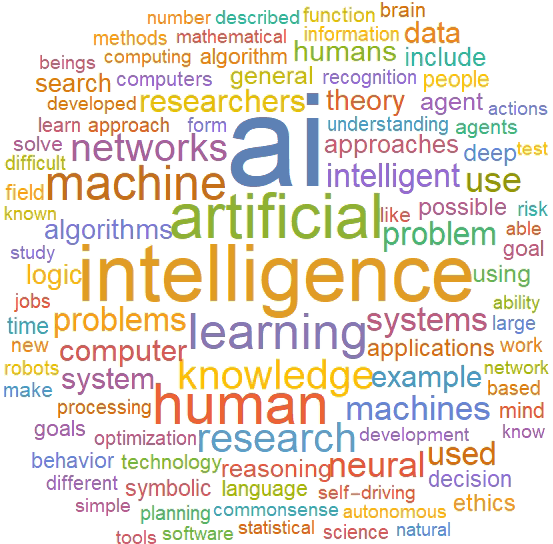 number described function brain
methods mathematical information data
beings computing algorithm humans include
search computers general recognition people
developed researchers theory agent actions
learn approach form ai understanding agents
solve networks approaches deep test
difficult machine intelligent use
field artificial like possible risk
known algorithms problem able
study intelligence using goal
logic ability
jobs learning systems large
time problems applications work
new computer knowledge example network
robots system human machines based
make processing research development mind
goals optimization neural used know
behavior technology reasoning decision
different symbolic language self-driving ethics
simple planning commonsense autonomous
tools software statistical science natural